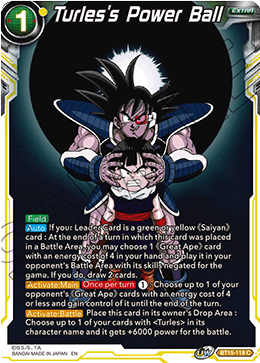 1
Turles's Power Ball
EXTRA
Field
Auto If your Leader Card is a green or yellow《Saiyan》
card : At the end of a turn in which this card was placed
in a Battle Area, you may choose 1《Great Ape》card with
an energy cost of 4 in your hand and play it in your
opponent's Battle Area with its skills negated for the
game. If you do, draw 2 cards.
Activate:Main Once per turn 1 : Choose up to 1 of your
opponent's《Great Ape》cards with an energy cost of 4
or less and gain control of it until the end of the turn.
Activate:Battle Place this card in its owner's Drop Area :
Choose up to 1 of your cards with <Turles> in its
character name and it gets +6000 power for the battle.
©B.S./S., T.A.
BANDAI MADE IN JAPAN EN
BT15-118 C